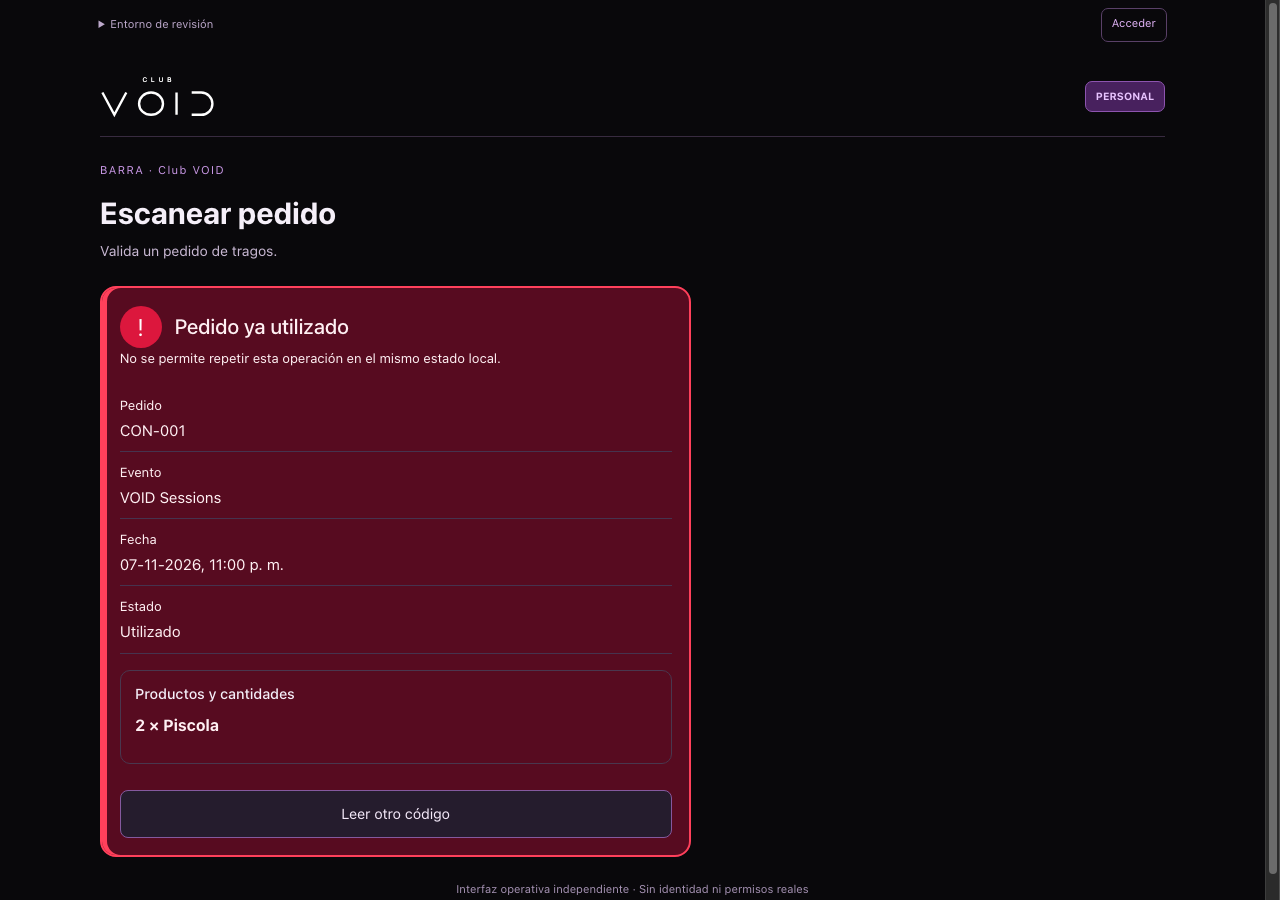 Entorno de revisión
Acceder
CLUB
VOID
PERSONAL
BARRA · Club VOID
Escanear pedido
Valida un pedido de tragos.
!
Pedido ya utilizado
No se permite repetir esta operación en el mismo estado local.
Pedido
CON-001
Evento
VOID Sessions
Fecha
07-11-2026, 11:00 p. m.
Estado
Utilizado
Productos y cantidades
2 × Piscola
Leer otro código
Interfaz operativa independiente · Sin identidad ni permisos reales